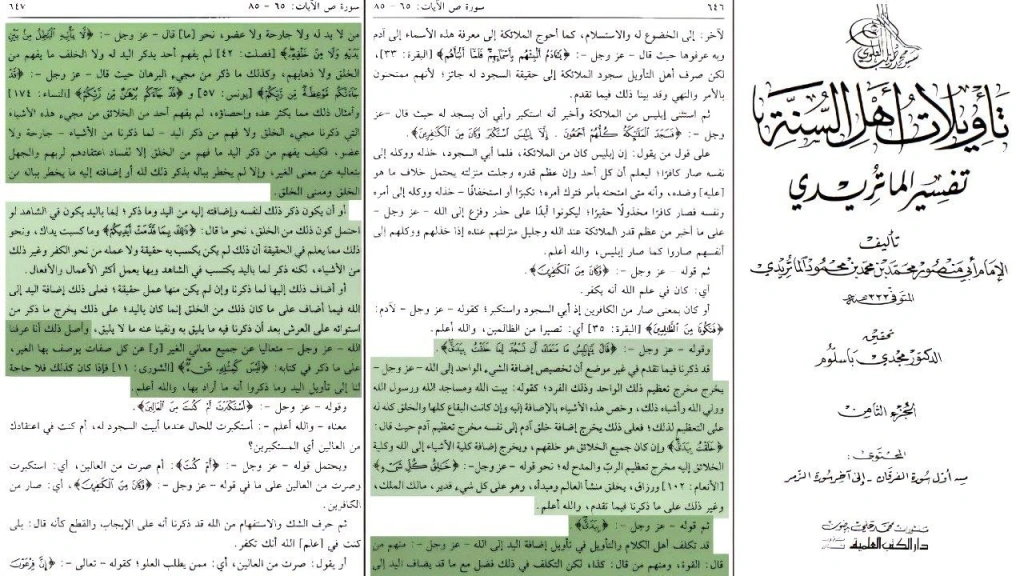 سمير محمد زايد العلوي
تأويلات أهل السنة
تفسير الماتريدي
تأليف
الإمام أبي منصور محمد بن محمد بن محمود الماتريدي
المتوفى ٣٣٣ هـ
تحقيق
الدكتور مجدي باسلوم
الجزء الثامن
المحتوى:
من أول سورة الفرقان - إلى آخر سورة الزمر
منشورات محمد علي بيضون
دار الكتب العلمية
٦٤٦
سورة ص الآيات: ٦٥ - ٨٥
لآخر: إلى الخضوع له والاستسلام، كما أحوج الملائكة إلى معرفة هذه الأسماء إلى آدم
وبه عرفوها حيث قال - عز وجل -: ﴿يَٰٓـَٔادَمُ أَنۢبِئْهُم بِأَسْمَآئِهِمْ فَلَمَّآ أَنۢبَأَهُم﴾ [البقرة: ٣٣]،
لكن صرف أهل التأويل سجود الملائكة إلى حقيقة السجود له جائز؛ لأنهم ممتحنون
بالأمر والنهي وقد بينا ذلك فيما تقدم.
ثم استثنى إبليس من الملائكة وأخبر أنه استكبر وأبى أن يسجد له حيث قال -عز
وجل -: ﴿فَسَجَدَ ٱلْمَلَٰٓئِكَةُ كُلُّهُمْ أَجْمَعُونَ . إِلَّآ إِبْلِيسَ ٱسْتَكْبَرَ وَكَانَ مِنَ ٱلْكَٰفِرِينَ﴾.
على قول من يقول: إن إبليس كان من الملائكة، فلما أبى السجود، خذله ووكله إلى
نفسه صار كافرًا؛ ليعلم أن كل أحد وإن عظم قدره وجلت منزلته يحتمل خلاف ما هو
[عليه] وضده، وأنه متى امتحنه بأمر فترك أمره؛ تكبرًا أو استخفافًا - خذله ووكله إلى أمره
ونفسه فصار كافرًا مخذولًا حقيرًا؛ ليكونوا أبدًا على حذر وفزع إلى الله - عز وجل -
على ما أخبر من عظم قدر الملائكة عند الله وجليل منزلتهم عنده إذا خذلهم ووكلهم إلى
أنفسهم صاروا كما صار إبليس، والله أعلم.
ثم قوله - عز وجل -: ﴿وَكَانَ مِنَ ٱلْكَٰفِرِينَ﴾.
أي: كان في علم الله أنه يكفر.
أو كان بمعنى صار من الكافرين إذ أبى السجود واستكبر؛ كقوله - عز وجل - لآدم:
﴿فَتَكُونَا مِنَ ٱلظَّٰلِمِينَ﴾ [البقرة: ٣٥] أي: تصيرا من الظالمين، والله أعلم.
وقوله - عز وجل -: ﴿قَالَ يَٰٓإِبْلِيسُ مَا مَنَعَكَ أَن تَسْجُدَ لِمَا خَلَقْتُ بِيَدَىَّ﴾.
قد ذكرنا فيما تقدم في غير موضع أن تخصيص إضافة الشيء الواحد إلى الله - عز وجل -
يخرج مخرج تعظيم ذلك الواحد وذلك الفرد؛ كقوله: بيت الله ومساجد الله ورسول الله
وولي الله وأشباه ذلك، وخص هذه الأشياء بالإضافة إليه وإن كانت البقاع كلها والخلق كله له
على التعظيم لذلك؛ فعلى ذلك يخرج إضافة خلق آدم إلى نفسه مخرج تعظيم آدم حيث قال:
﴿خَلَقْتُ بِيَدَىَّ﴾ وإن كان جميع الخلائق هو خلقهم، ويخرج إضافة كلية الأشياء إلى الله وكلية
الخلائق إليه مخرج تعظيم الربّ والمدح له؛ نحو قوله - عز وجل-: ﴿خَٰلِقُ كُلِّ شَىْءٍ﴾
[الأنعام: ١٠٢] ورزاق، يخلق منشأ العالم ومبدأه، وهو على كل شيء قدير، مالك الملك،
وغير ذلك على ما ذكرنا فيما تقدم، والله أعلم.
ثم قوله - عز وجل -: ﴿بِيَدَىَّ﴾
قد تكلف أهل الكلام والتأويل في تأويل إضافة اليد إلى الله - عز وجل -: منهم من
قال: القوة، ومنهم من قال: كذا، لكن التكلف في ذلك فضل مع ما قد يضاف اليد إلى
سورة ص الآيات: ٦٥ - ٨٥
٦٤٧
من لا يد له ولا جارحة ولا عضو، نحو [ما] قال - عز وجل -: ﴿لَّا يَأْتِيهِ ٱلْبَٰطِلُ مِنۢ بَيْنِ
يَدَيْهِ وَلَا مِنْ خَلْفِهِۦ﴾ [فصلت: ٤٢] لم يفهم أحد بذكر اليد له ولا الخلف ما يفهم من
الخلق ولا ذهابهم، وكذلك ما ذكر من مجيء البرهان حيث قال - عز وجل -: ﴿قَدْ
جَآءَتْكُم مَّوْعِظَةٌ مِّن رَّبِّكُمْ﴾ [يونس: ٥٧] و ﴿قَدْ جَآءَكُم بُرْهَٰنٌ مِّن رَّبِّكُمْ﴾ [النساء: ١٧٤]
وأمثال ذلك مما يكثر عده وإحصاؤه، لم يفهم أحد من الخلائق من مجيء هذه الأشياء
التي ذكرنا مجيء الخلق ولا فهم من ذكر اليد - لما ذكرنا من الأشياء - جارحة ولا
عضو، فكيف يفهم من ذكر اليد ما فهم من الخلق إلا لفساد اعتقادهم لربهم والجهل
بتعاليه عن معنى الغير، وإلا لم يخطر بباله بذكر ذلك لله أو إضافته إليه ما يخطر بباله من
الخلق ومعنى الخلق.
أو أن يكون ذكر ذلك لنفسه وإضافته إليه من اليد وما ذكر؛ لما باليد يكون في الشاهد لو
احتمل كون ذلك من الخلق، نحو ما قال: ﴿ذَٰلِكَ بِمَا قَدَّمَتْ أَيْدِيكُمْ﴾ وما كسبت يداك، ونحو
ذلك مما يعلم في الحقيقة أن ذلك لم يكن بكسب يد حقيقة ولا عمله من نحو الكفر وغير ذلك
من الأشياء، لكنه ذكر لما باليد يكتسب في الشاهد وبها يعمل أكثر الأعمال والأفعال.
أو أضاف ذلك إليها لما ذكرنا وإن لم يكن منها عمل حقيقة؛ فعلى ذلك إضافة اليد إلى
الله فيما أضاف على ما كان ذلك من الخلق إنما كان باليد؛ على ذلك يخرج ما ذكر من
استوائه على العرش بعد أن ذكرنا فيه ما يليق به ونفينا عنه ما لا يليق، وأصل ذلك أنا عرفنا
الله - عز وجل - متعاليا عن جميع معاني الغير [و] هن كل صفات يوصف بها الغير،
على ما ذكر في كتابه: ﴿لَيْسَ كَمِثْلِهِۦ شَىْءٌ﴾ [الشورى: ١١] فإذا كان كذلك فلا حاجة
لنا إلى تأويل اليد وما ذكروا أنه ما أراد بها، والله أعلم.
وقوله - عز وجل -: ﴿أَسْتَكْبَرْتَ أَمْ كُنتَ مِنَ ٱلْعَالِينَ﴾.
معناه - والله أعلم -: أستكبرت للحال عندما أبيت السجود له، أم كنت في اعتقادك
من العالين أي المستكبرين؟
ويحتمل قوله - عز وجل -: ﴿أَمْ كُنتَ﴾: أم صرت من العالين، أي: استكبرت
وصرت من العالين على ما في قوله - عز وجل -: ﴿وَكَانَ مِنَ ٱلْكَٰفِرِينَ﴾، أي: صار من
الكافرين.
ثم حرف الشك والاستفهام من الله قد ذكرنا أنه على الإيجاب والقطع كأنه قال: بلى
كنت في [علم] الله أنك تكفر.
أو يقول: صرت من العالين، أي: ممن يطلب العلو؛ كقوله - تعالى -: ﴿إِنَّ فِرْعَوْنَ